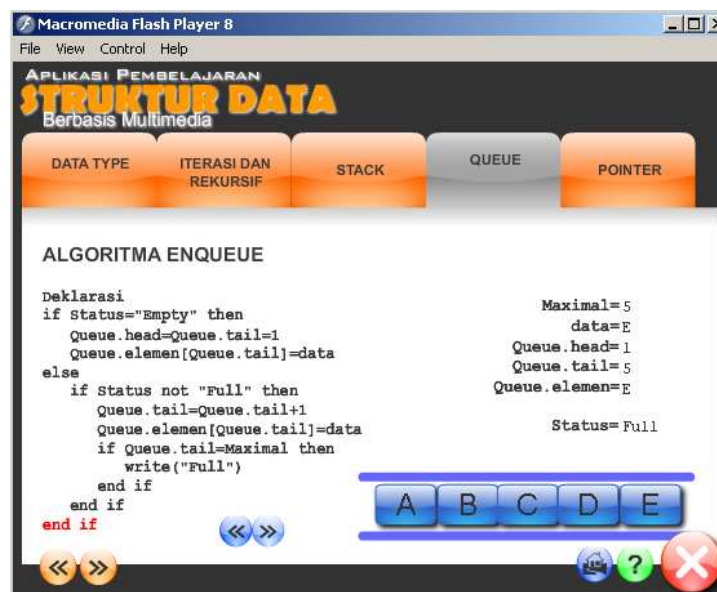 Macromedia Flash Player 8
File View Control Help
APLIKASI PEMBELAJARAN
STRUKTUR DATA
Berbasis Multimedia
DATA TYPE
ITERASI DAN
REKURSIF
STACK
QUEUE
POINTER
ALGORITMA ENQUEUE
Deklarasi
if Status="Empty" then
Queue.head=Queue.tail=1
Queue.elemen[Queue.tail]=data
else
if Status not "Full" then
Queue.tail=Queue.tail+1
Queue.elemen[Queue.tail]=data
if Queue.tail=Maximal then
write("Full")
end if
end if
end if
Maximal=5
data=E
Queue.head=1
Queue.tail=5
Queue.elemen=E
Status=Full
A B C D E
?